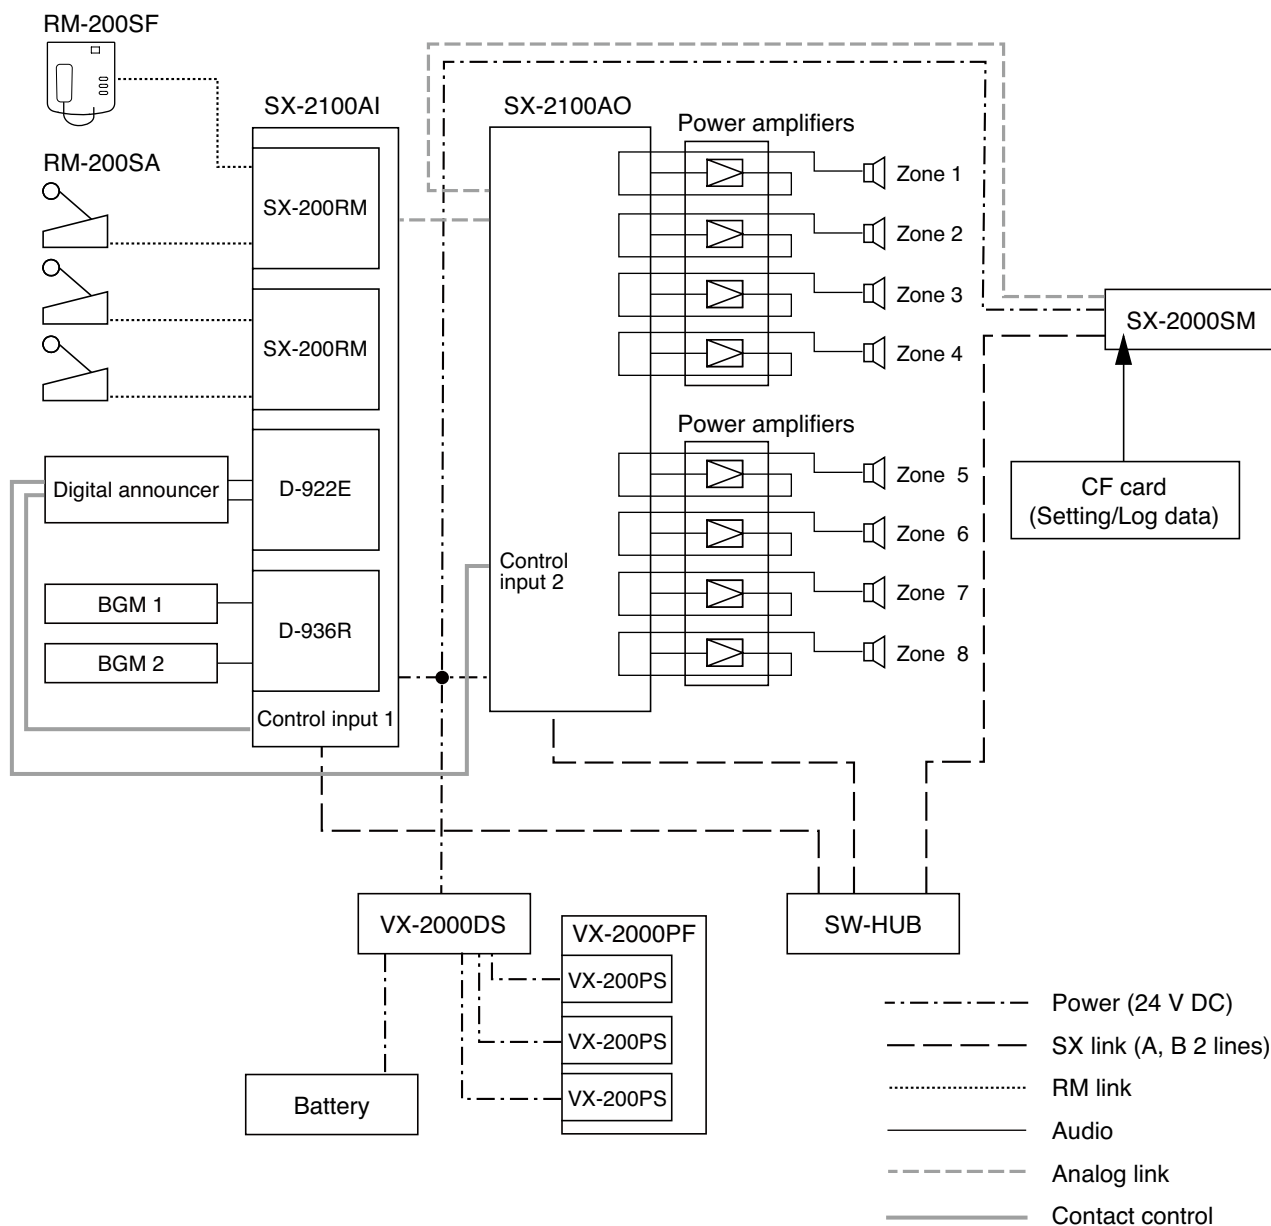 RM-200SF
SX-2100AI
SX-2100AO
Power amplifiers
RM-200SA
SX-200RM
Zone 1
Zone 2
Zone 3
Zone 4
SX-2000SM
SX-200RM
Power amplifiers
Digital announcer
D-922E
Zone 5
CF card
(Setting/Log data)
Zone 6
Control
input 2
Zone 7
BGM 1
D-936R
BGM 2
Zone 8
Control input 1
VX-2000DS
VX-2000PF
SW-HUB
VX-200PS
VX-200PS
VX-200PS
Battery
Power (24 V DC)
SX link (A, B 2 lines)
RM link
Audio
Analog link
Contact control